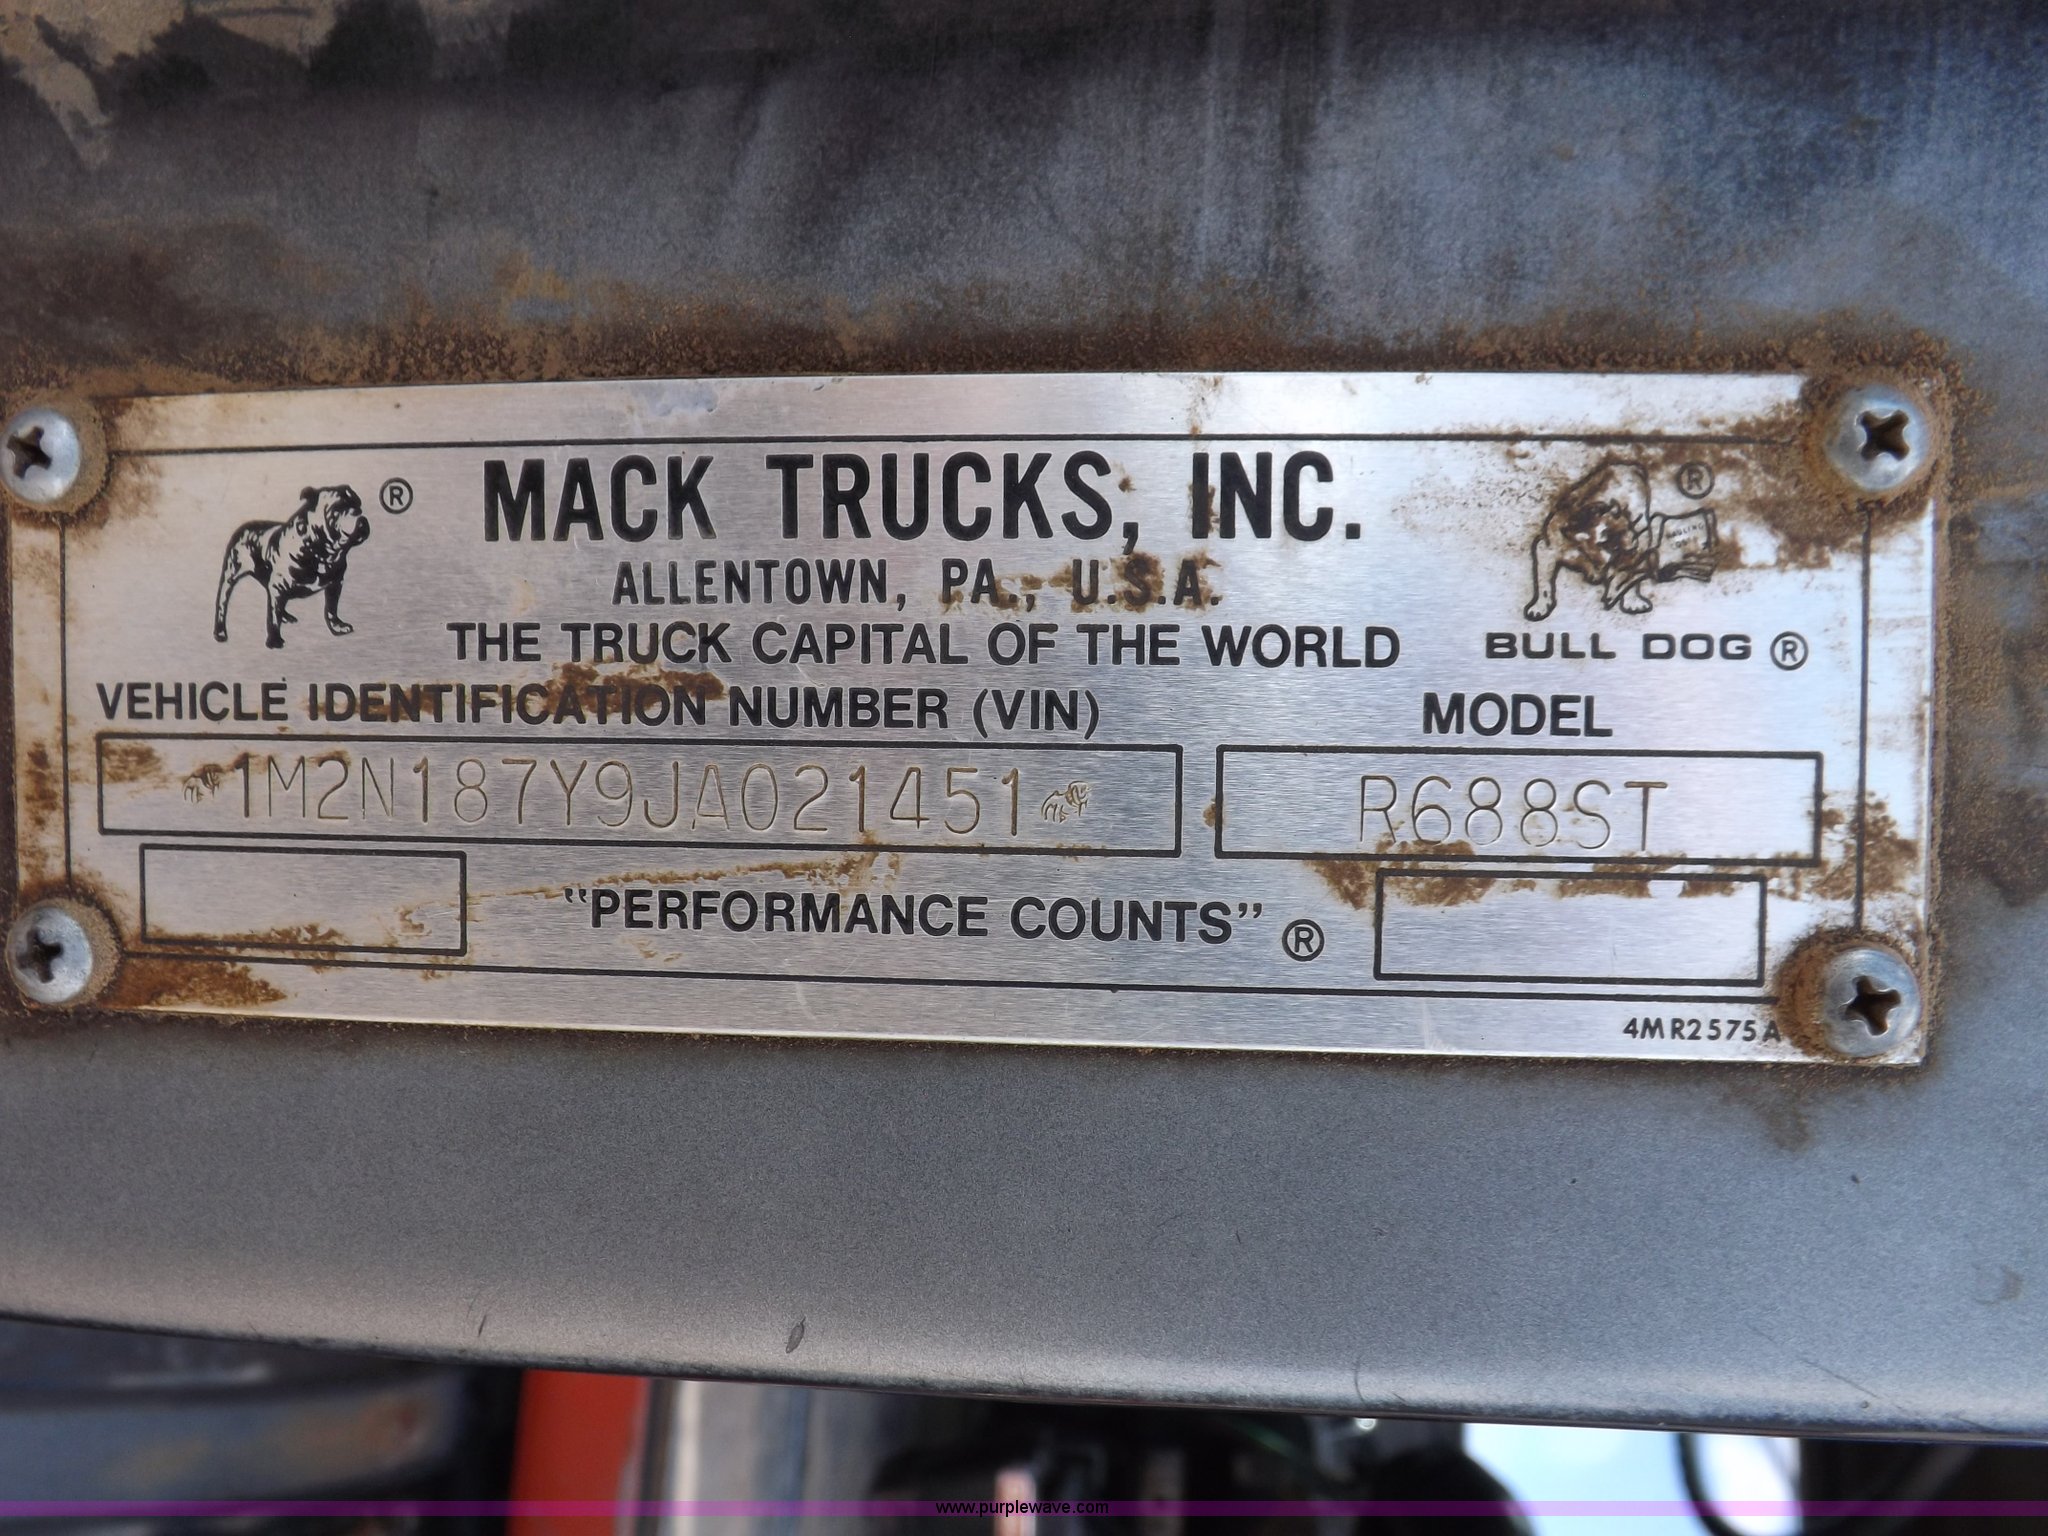 ® MACK TRUCKS, INC. ®
ALLENTOWN, PA., U.S.A.
THE TRUCK CAPITAL OF THE WORLD
BULL DOG ®
VEHICLE IDENTIFICATION NUMBER (VIN)
MODEL
1M2N187Y9JA021451
R688ST
"PERFORMANCE COUNTS" ®
4MR2575A
www.purplewave.com